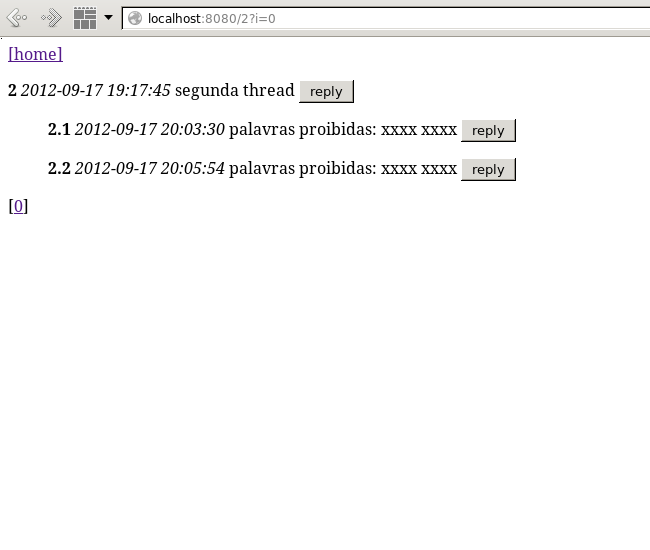 localhost:8080/2?i=0
[home]
2 2012-09-17 19:17:45 segunda thread reply
2.1 2012-09-17 20:03:30 palavras proibidas: xxxx xxxx reply
2.2 2012-09-17 20:05:54 palavras proibidas: xxxx xxxx reply
[0]